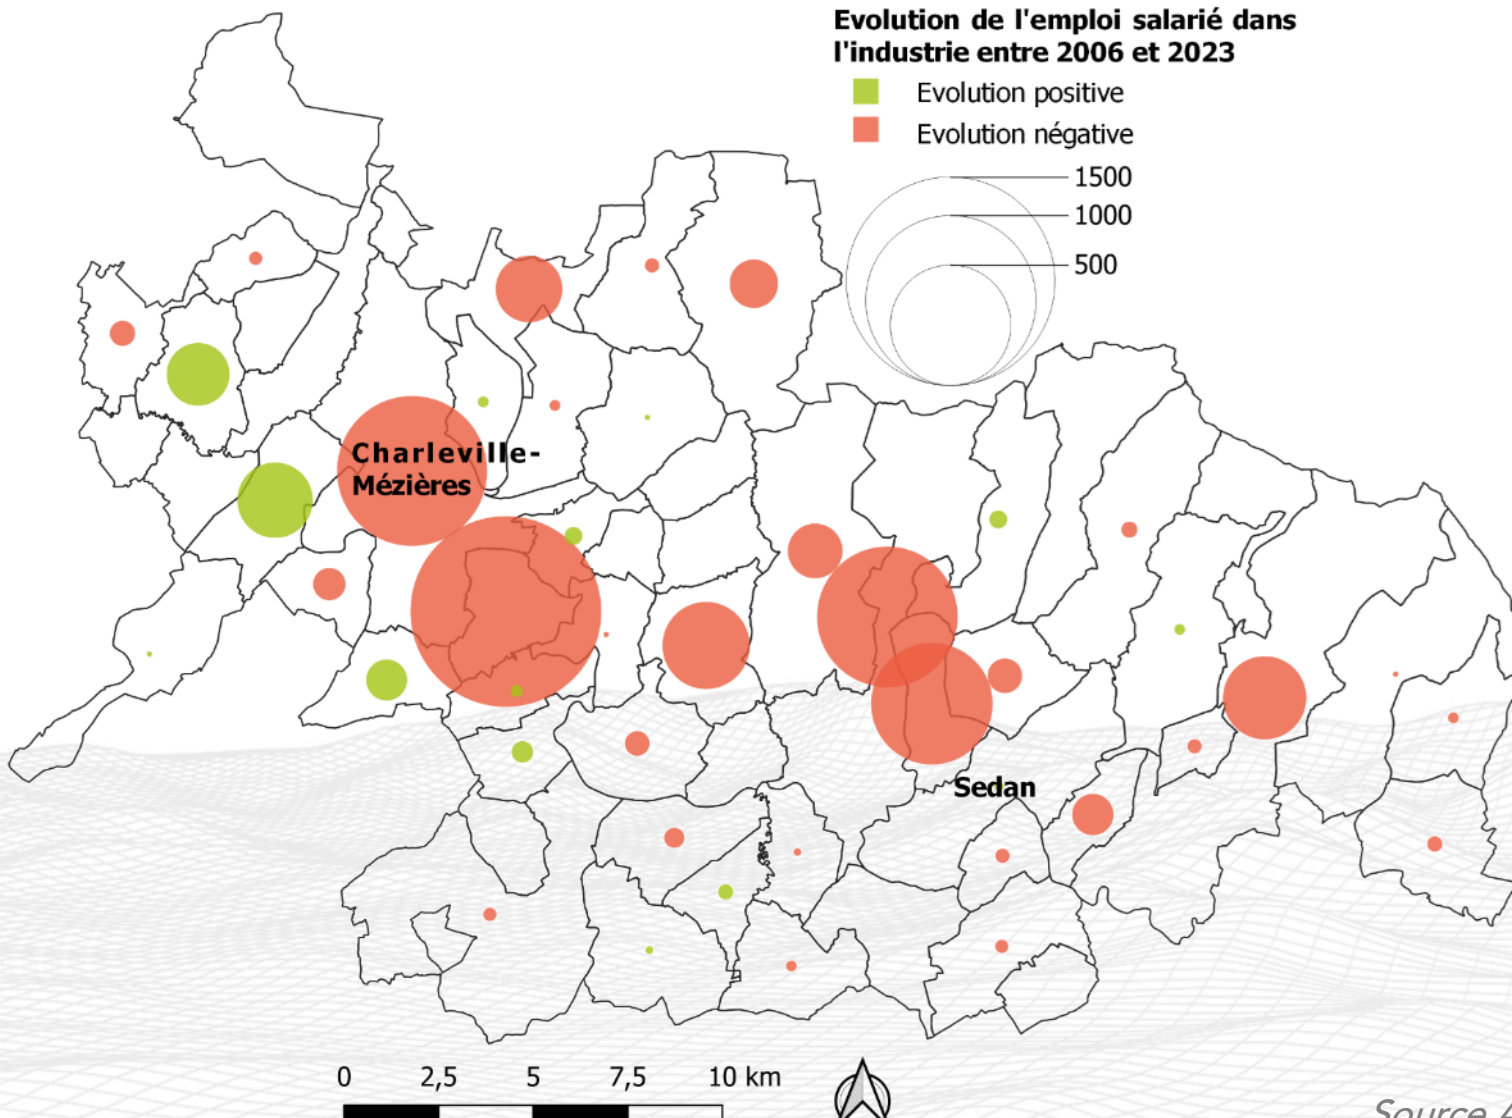 Evolution de l'emploi salarié dans
l'industrie entre 2006 et 2023
Evolution positive
Evolution négative
1500
1000
500
Charleville-
Mézières
Sedan
0 2,5 5 7,5 10 km
Source